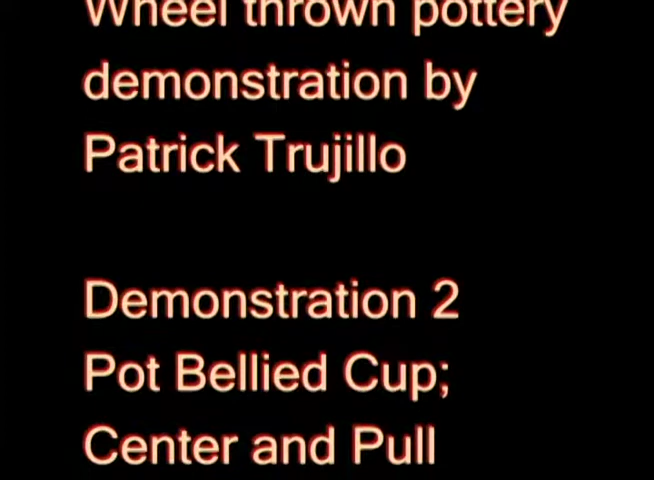 Wheel thrown pottery
demonstration by
Patrick Trujillo
Demonstration 2
Pot Bellied Cup;
Center and Pull